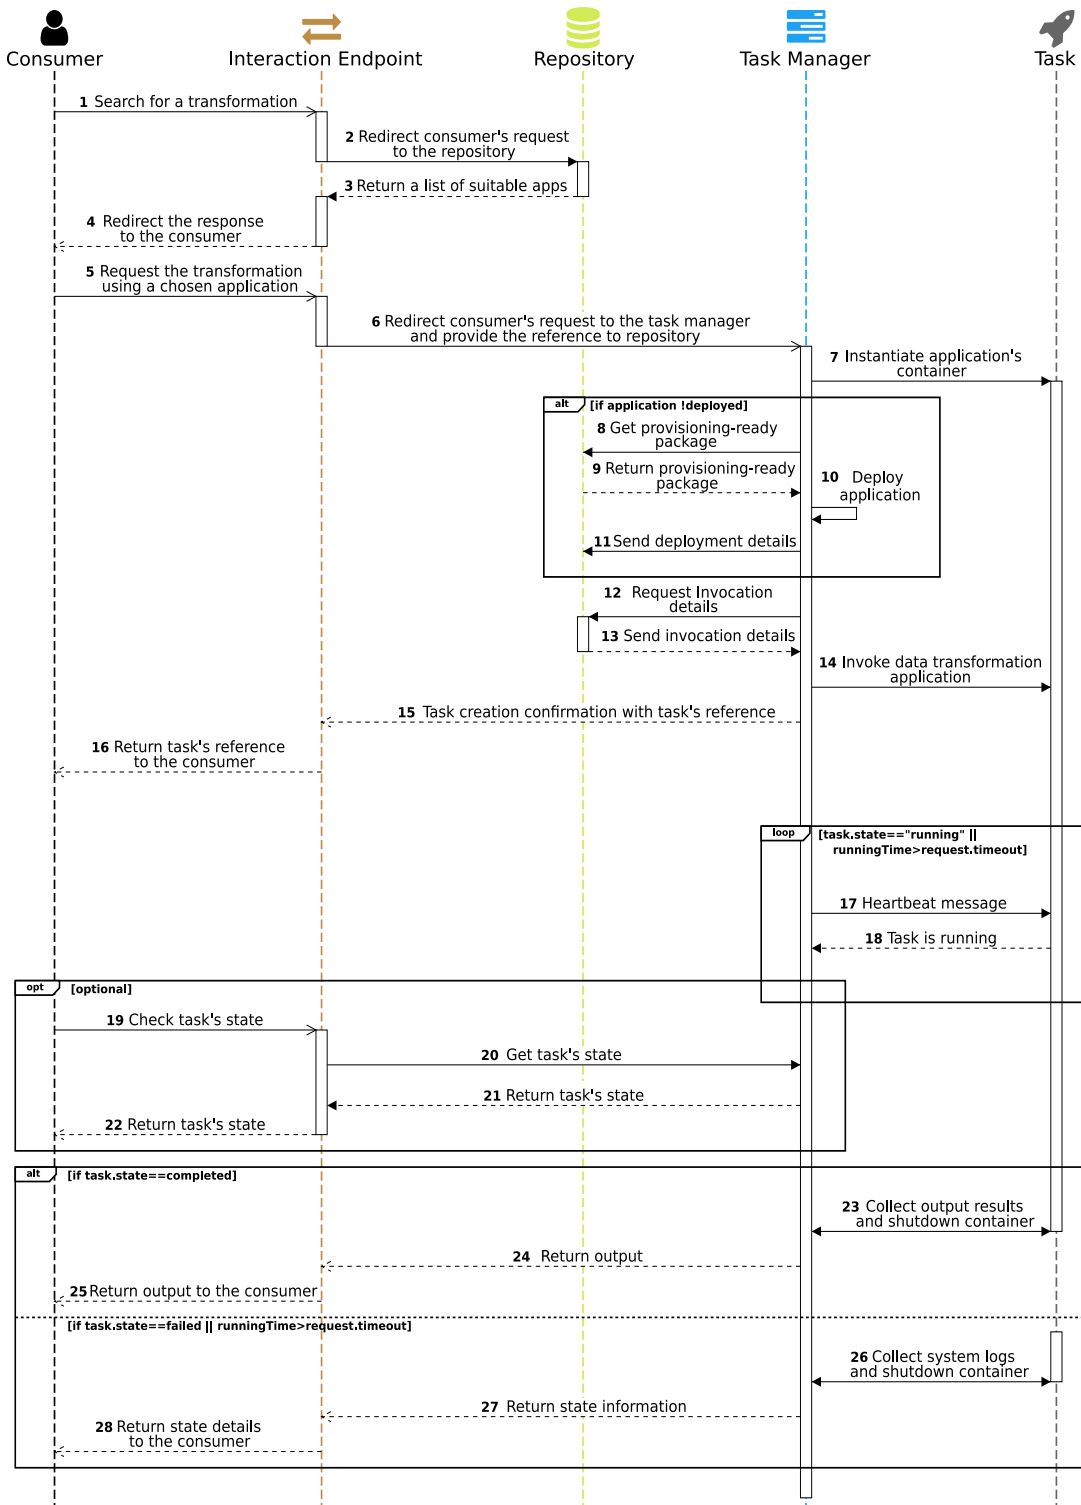 Consumer
Interaction Endpoint
Repository
Task Manager
Task
1 Search for a transformation
2 Redirect consumer's request
to the repository
3 Return a list of suitable apps
4 Redirect the response
to the consumer
5 Request the transformation
using a chosen application
6 Redirect consumer's request to the task manager
and provide the reference to repository
7 Instantiate application's
container
alt [if application !deployed]
8 Get provisioning-ready
package
9 Return provisioning-ready
package
10 Deploy
application
11 Send deployment details
12 Request Invocation
details
13 Send invocation details
14 Invoke data transformation
application
15 Task creation confirmation with task's reference
16 Return task's reference
to the consumer
loop [task.state=="running" ||
runningTime>request.timeout]
17 Heartbeat message
18 Task is running
opt [optional]
19 Check task's state
20 Get task's state
21 Return task's state
22 Return task's state
alt [if task.state==completed]
23 Collect output results
and shutdown container
24 Return output
25 Return output to the consumer
[if task.state==failed || runningTime>request.timeout]
26 Collect system logs
and shutdown container
27 Return state information
28 Return state details
to the consumer